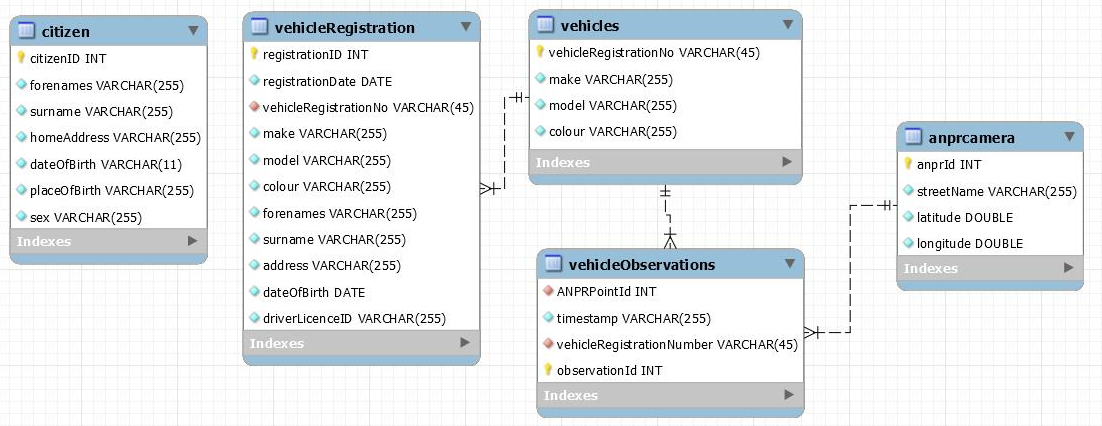 citizen
citizenID INT
forenames VARCHAR(255)
surname VARCHAR(255)
homeAddress VARCHAR(255)
dateOfBirth VARCHAR(11)
placeOfBirth VARCHAR(255)
sex VARCHAR(255)
Indexes
vehicleRegistration
registrationID INT
registrationDate DATE
vehicleRegistrationNo VARCHAR(45)
make VARCHAR(255)
model VARCHAR(255)
colour VARCHAR(255)
forenames VARCHAR(255)
surname VARCHAR(255)
address VARCHAR(255)
dateOfBirth DATE
driverLicenceID VARCHAR(255)
Indexes
vehicles
vehicleRegistrationNo VARCHAR(45)
make VARCHAR(255)
model VARCHAR(255)
colour VARCHAR(255)
Indexes
vehicleObservations
ANPRPointId INT
timestamp VARCHAR(255)
vehicleRegistrationNumber VARCHAR(45)
observationId INT
Indexes
anprcamera
anprId INT
streetName VARCHAR(255)
latitude DOUBLE
longitude DOUBLE
Indexes